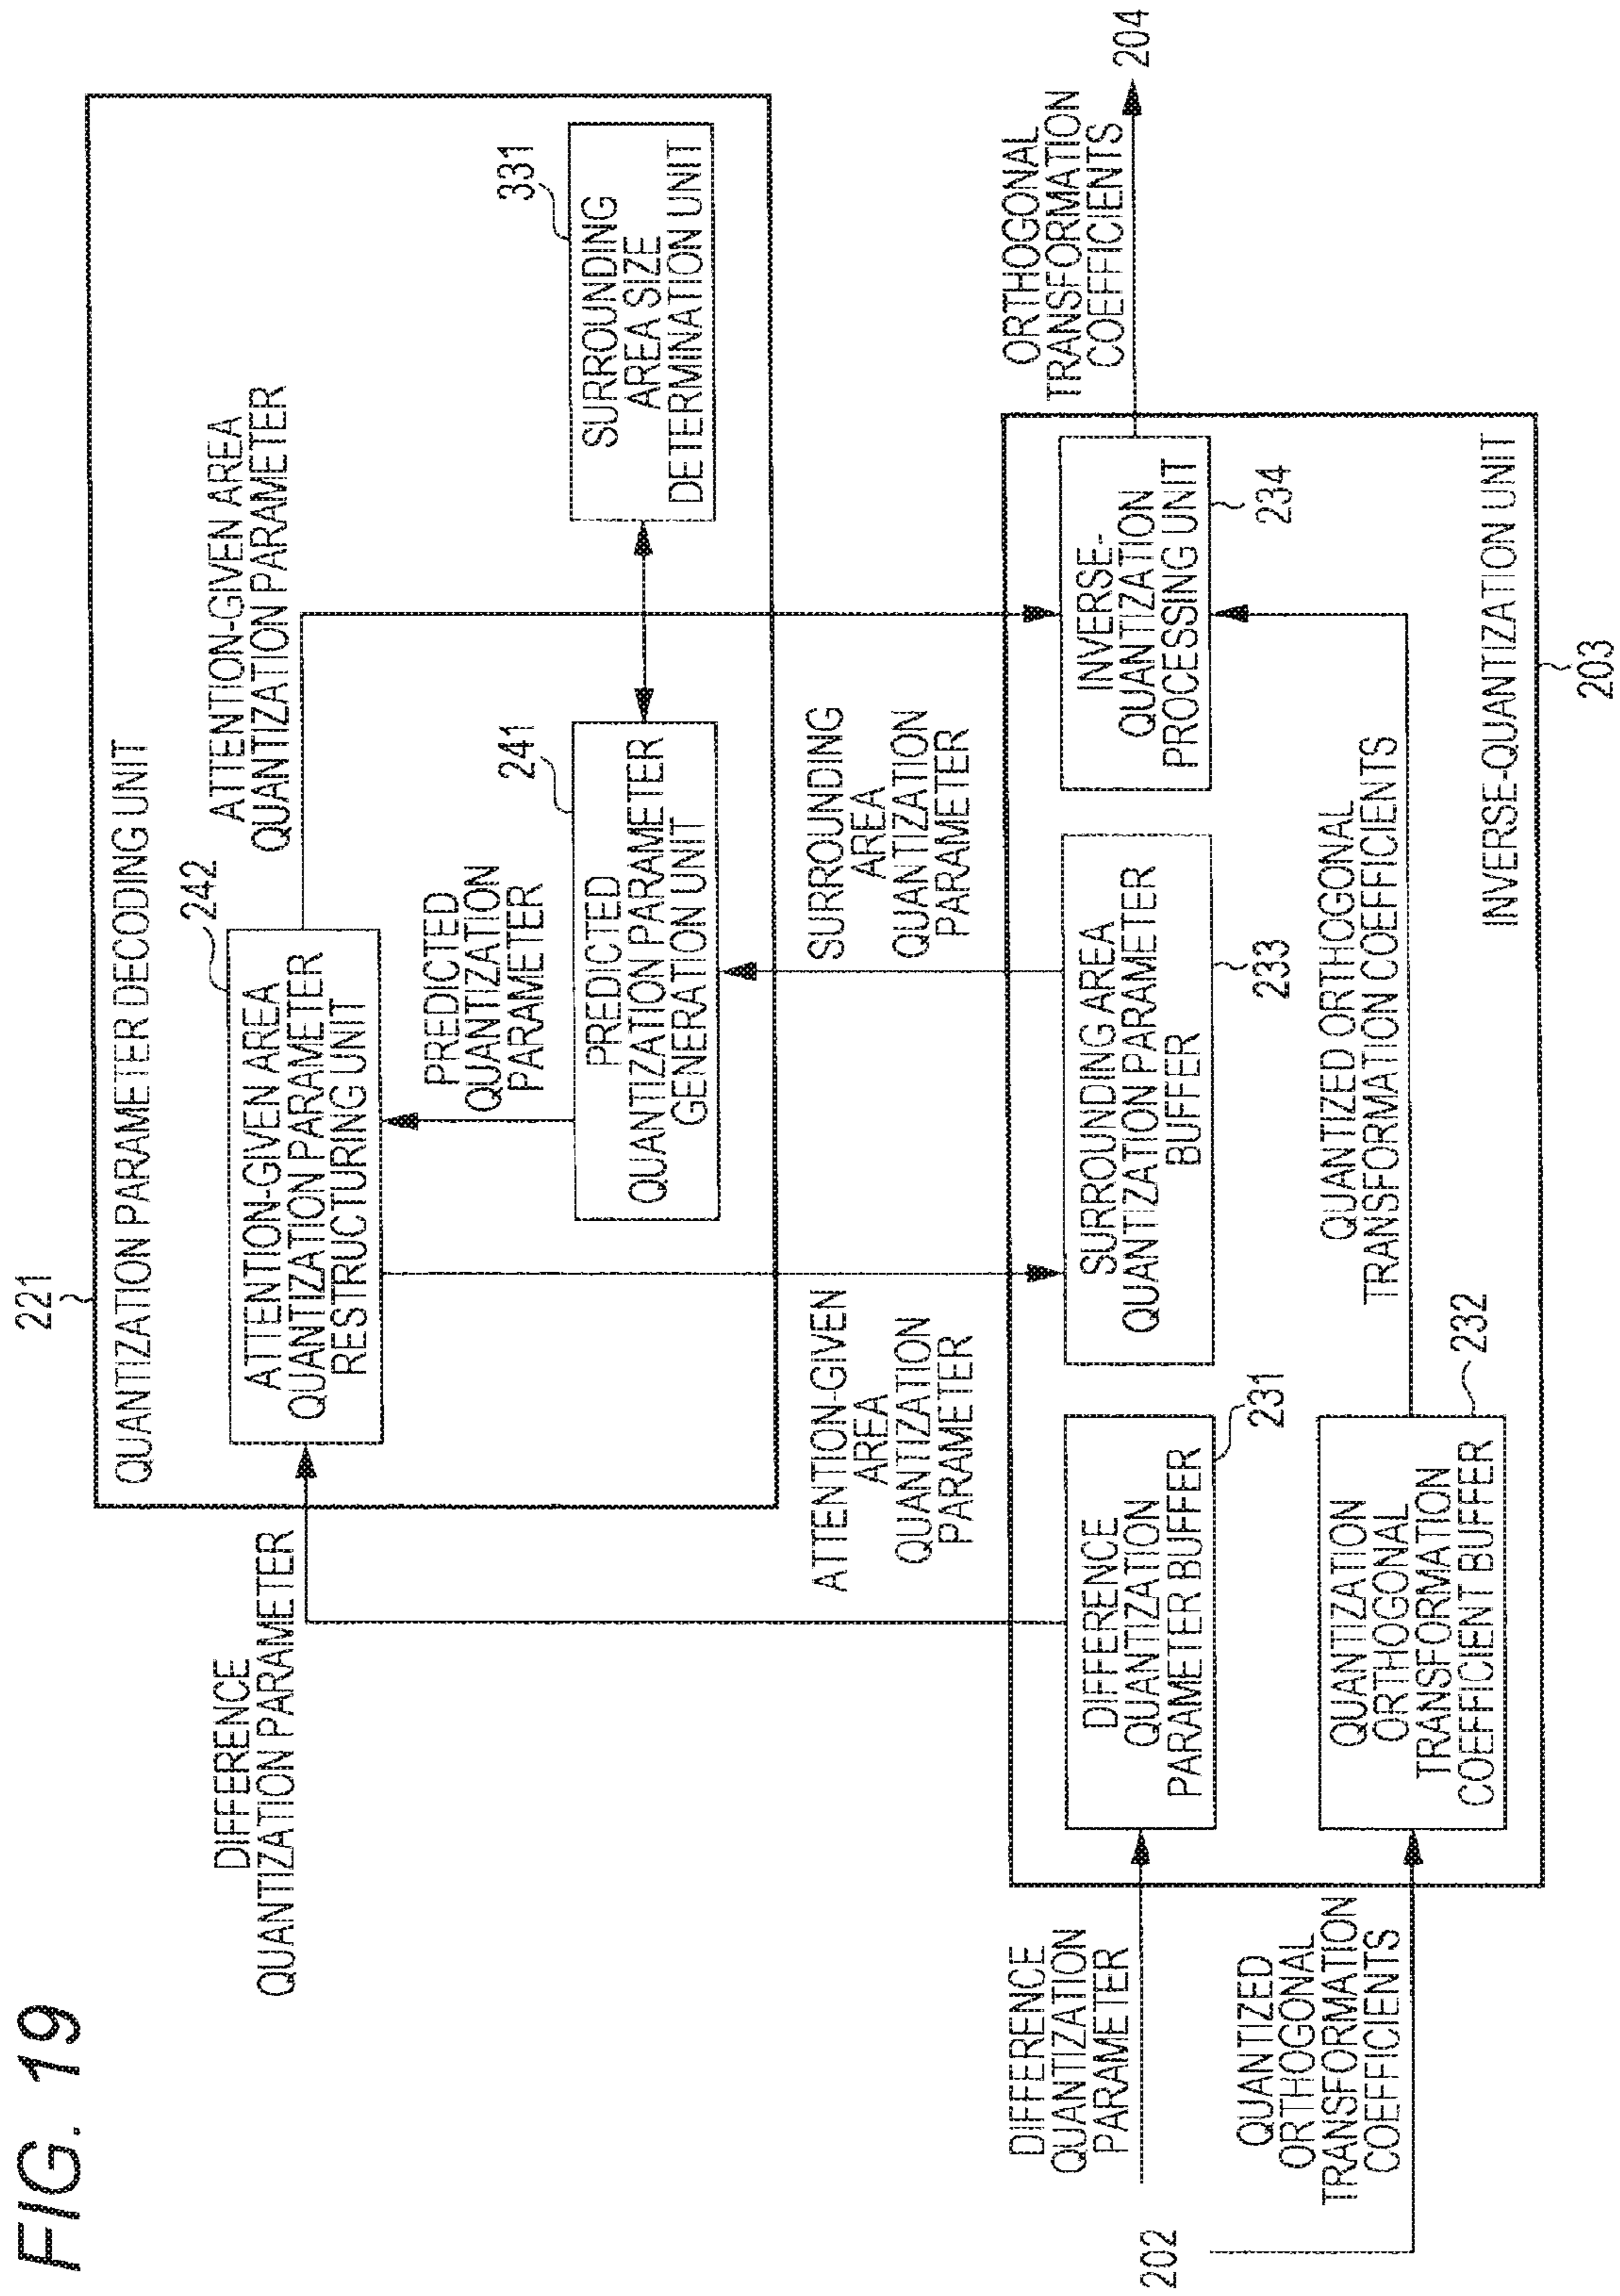 FIG. 19
221
QUANTIZATION PARAMETER DECODING UNIT
DIFFERENCE
QUANTIZATION PARAMETER
242
ATTENTION-GIVEN AREA
QUANTIZATION PARAMETER
RESTRUCTURING UNIT
ATTENTION-GIVEN AREA
QUANTIZATION PARAMETER
PREDICTED
QUANTIZATION
PARAMETER
241
PREDICTED
QUANTIZATION PARAMETER
GENERATION UNIT
331
SURROUNDING
AREA SIZE
DETERMINATION UNIT
ATTENTION-GIVEN
AREA
QUANTIZATION
PARAMETER
SURROUNDING
AREA
QUANTIZATION
PARAMETER
ORTHOGONAL
TRANSFORMATION
COEFFICIENTS
204
DIFFERENCE
QUANTIZATION
PARAMETER
DIFFERENCE
QUANTIZATION
PARAMETER BUFFER
231
SURROUNDING AREA
QUANTIZATION PARAMETER
BUFFER
233
INVERSE-
QUANTIZATION
PROCESSING UNIT
234
202
QUANTIZED
ORTHOGONAL
TRANSFORMATION
COEFFICIENTS
QUANTIZATION
ORTHOGONAL
TRANSFORMATION
COEFFICIENT BUFFER
232
QUANTIZED ORTHOGONAL
TRANSFORMATION COEFFICIENTS
INVERSE-QUANTIZATION UNIT
203